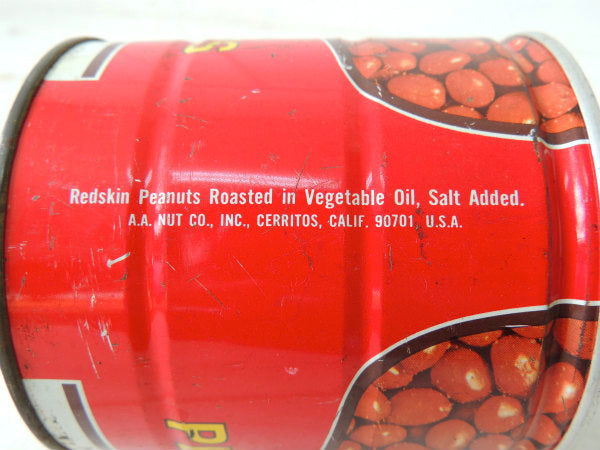 Redskin Peanuts Roasted in Vegetable Oil, Salt Added.
A.A. NUT CO., INC., CERRITOS, CALIF. 90701, U.S.A.